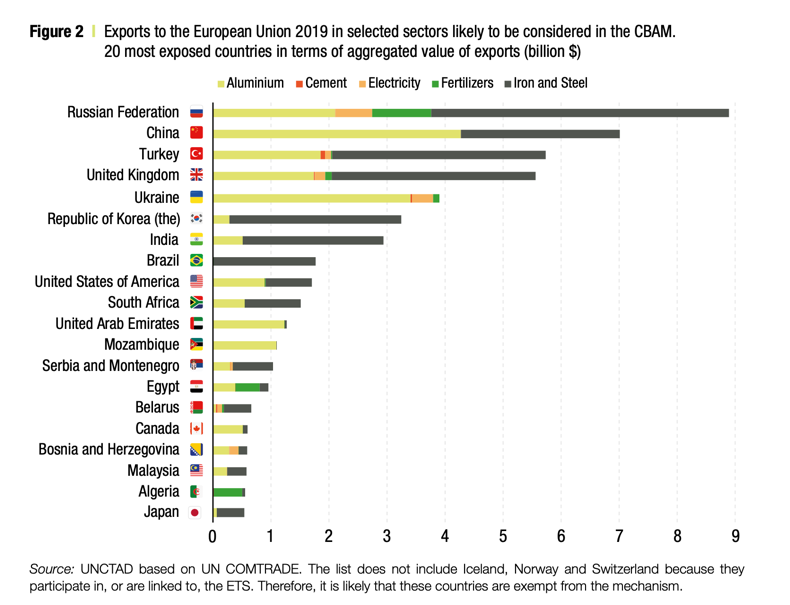 Figure 2 | Exports to the European Union 2019 in selected sectors likely to be considered in the CBAM.
20 most exposed countries in terms of aggregated value of exports (billion $)
Aluminium Cement Electricity Fertilizers Iron and Steel
Russian Federation
China
Turkey
United Kingdom
Ukraine
Republic of Korea (the)
India
Brazil
United States of America
South Africa
United Arab Emirates
Mozambique
Serbia and Montenegro
Egypt
Belarus
Canada
Bosnia and Herzegovina
Malaysia
Algeria
Japan
0 1 2 3 4 5 6 7 8 9
Source: UNCTAD based on UN COMTRADE. The list does not include Iceland, Norway and Switzerland because they
participate in, or are linked to, the ETS. Therefore, it is likely that these countries are exempt from the mechanism.